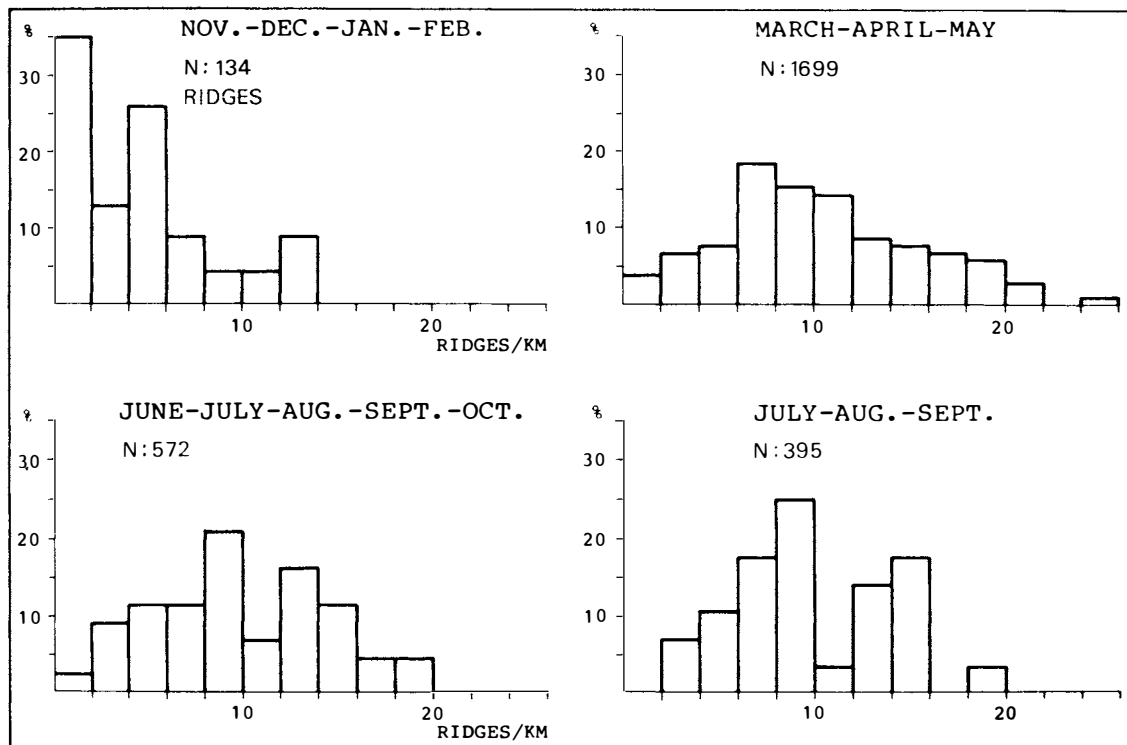 % NOV.-DEC.-JAN.-FEB.
N:134
RIDGES
30
20
10
10 20
RIDGES/KM
% MARCH-APRIL-MAY
N:1699
30
20
10
10 20
% JUNE-JULY-AUG.-SEPT.-OCT.
N:572
30
20
10
10 20
RIDGES/KM
% JULY-AUG.-SEPT.
N:395
30
20
10
10 20